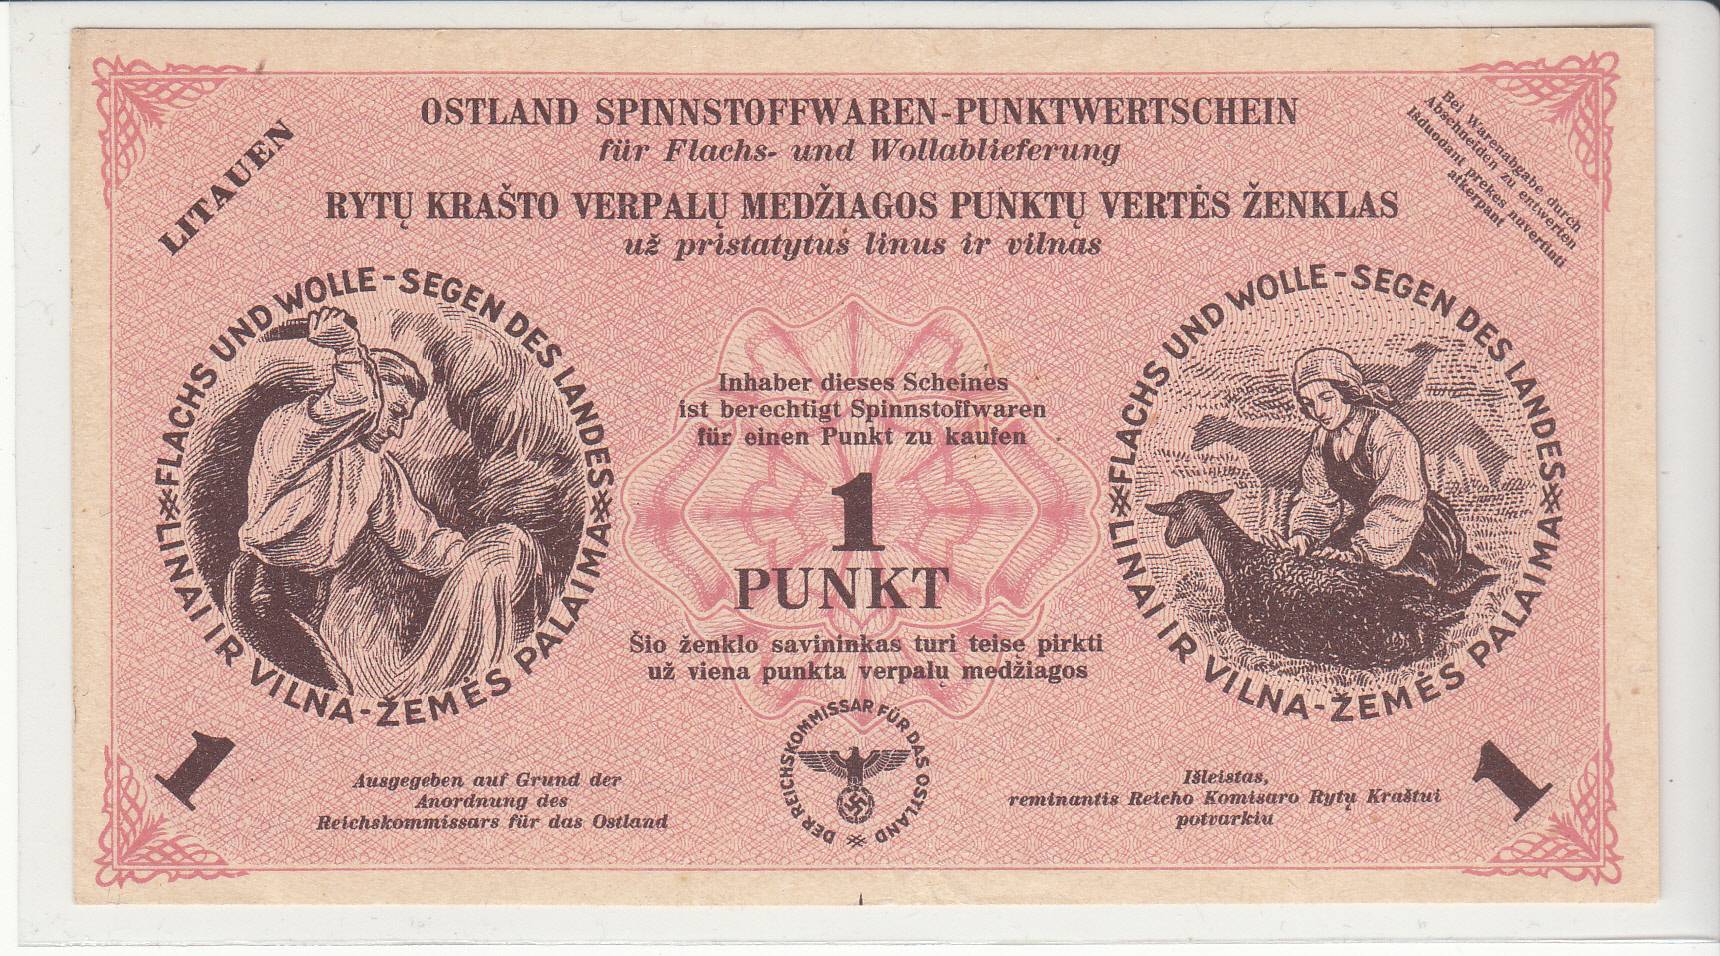 LITAUEN
OSTLAND SPINNSTOFFWAREN-PUNKTWERTSCHEIN
für Flachs- und Wollablieferung
RYTŲ KRAŠTO VERPALŲ MEDŽIAGOS PUNKTŲ VERTĖS ŽENKLAS
už pristatytus linus ir vilnas
Bei Warenabgabe durch
Abschneiden zu entwerten
Išduodant prekes nuvertinti
atkerpant
FLACHS UND WOLLE-SEGEN DES LANDES
LINAI IR VILNA-ŽEMĖS PALAIMA
Inhaber dieses Scheines
ist berechtigt Spinnstoffwaren
für einen Punkt zu kaufen
1
PUNKT
Šio ženklo savininkas turi teise pirkti
už viena punkta verpalų medžiagos
FLACHS UND WOLLE-SEGEN DES LANDES
LINAI IR VILNA-ŽEMĖS PALAIMA
1
Ausgegeben auf Grund der
Anordnung des
Reichskommissars für das Ostland
DER REICHSKOMMISSAR FÜR DAS OSTLAND
Išleistas,
reminantis Reicho Komisaro Rytų Kraštui
potvarkiu
1